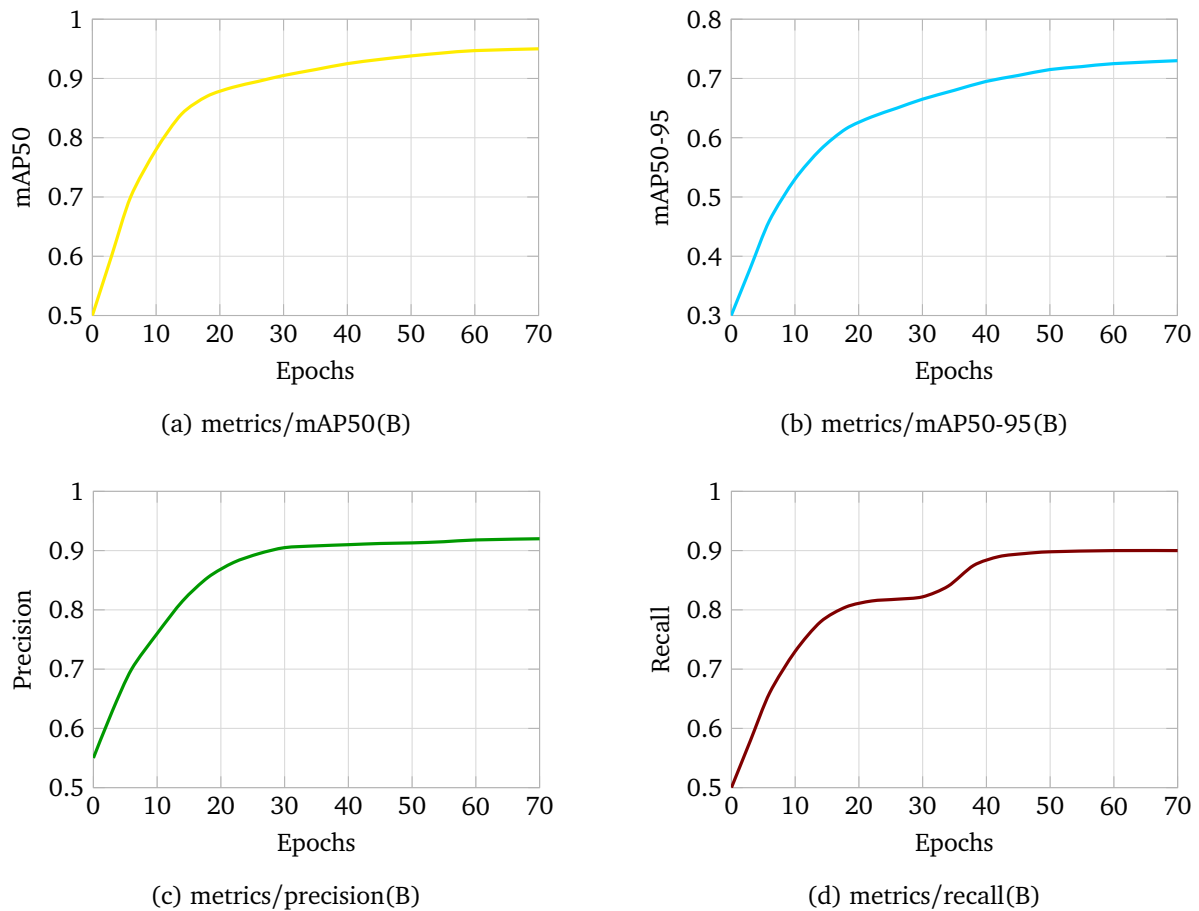 1
0.9
0.8
0.7
0.6
0.5
mAP50
0 10 20 30 40 50 60 70
Epochs
(a) metrics/mAP50(B)
0.8
0.7
0.6
0.5
0.4
0.3
mAP50-95
0 10 20 30 40 50 60 70
Epochs
(b) metrics/mAP50-95(B)
1
0.9
0.8
0.7
0.6
0.5
Precision
0 10 20 30 40 50 60 70
Epochs
(c) metrics/precision(B)
1
0.9
0.8
0.7
0.6
0.5
Recall
0 10 20 30 40 50 60 70
Epochs
(d) metrics/recall(B)